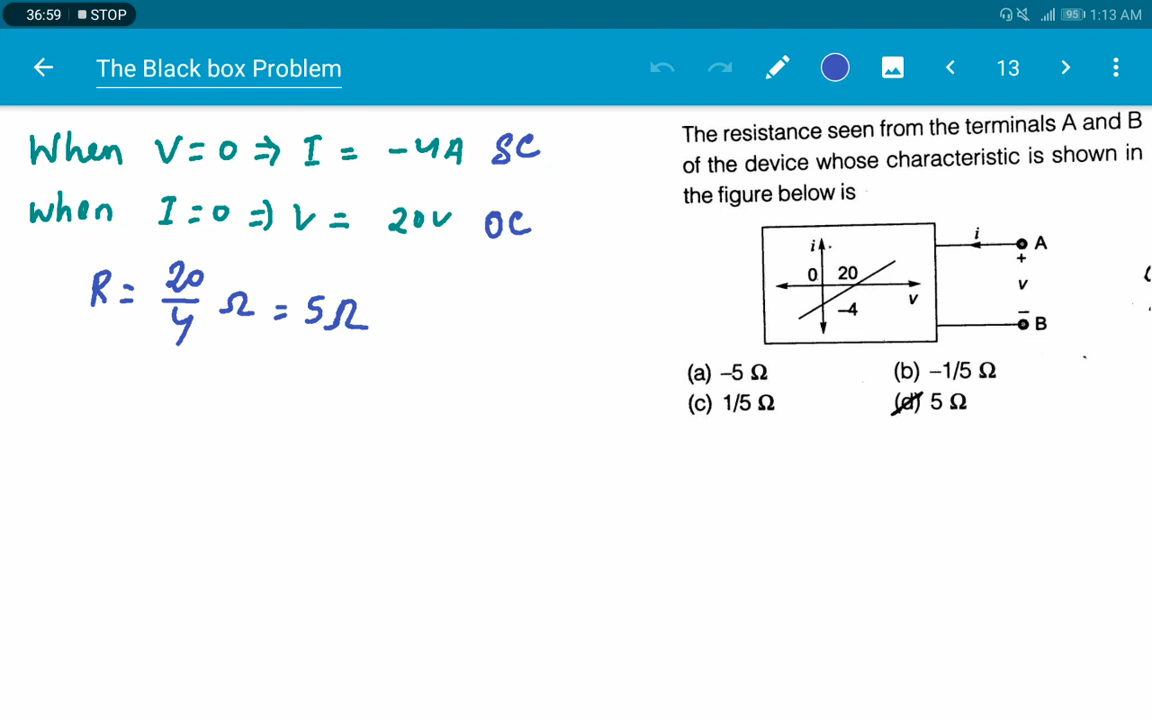 36:59 STOP 95 1:13 AM
The Black box Problem 13
When V=0 ⇒ I = -4A SC
When I=0 ⇒ V = 20V OC
R = 20/4 Ω = 5Ω
The resistance seen from the terminals A and B
of the device whose characteristic is shown in
the figure below is
i
i A
+
0 20
v
v
-4
–
B
(a) –5 Ω (b) –1/5 Ω
(c) 1/5 Ω (d) 5 Ω